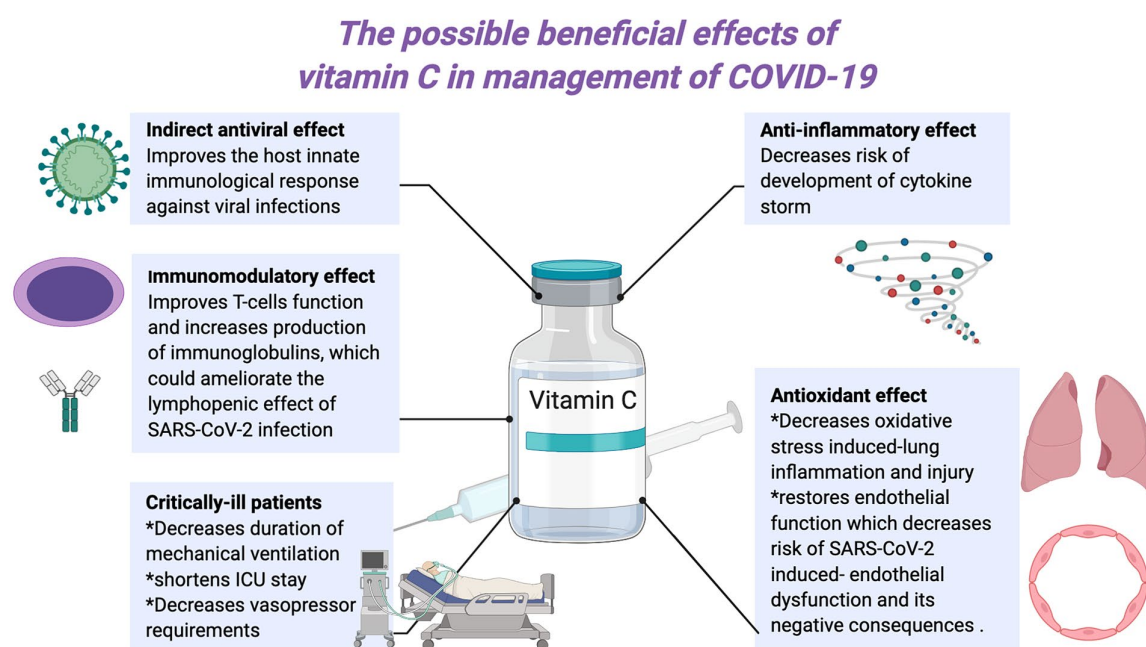 The possible beneficial effects of
vitamin C in management of COVID-19
Indirect antiviral effect
Improves the host innate
immunological response
against viral infections
Immunomodulatory effect
Improves T-cells function
and increases production
of immunoglobulins, which
could ameliorate the
lymphopenic effect of
SARS-CoV-2 infection
Critically-ill patients
*Decreases duration of
mechanical ventilation
*shortens ICU stay
*Decreases vasopressor
requirements
Vitamin C
Anti-inflammatory effect
Decreases risk of
development of cytokine
storm
Antioxidant effect
*Decreases oxidative
stress induced-lung
inflammation and injury
*restores endothelial
function which decreases
risk of SARS-CoV-2
induced- endothelial
dysfunction and its
negative consequences .